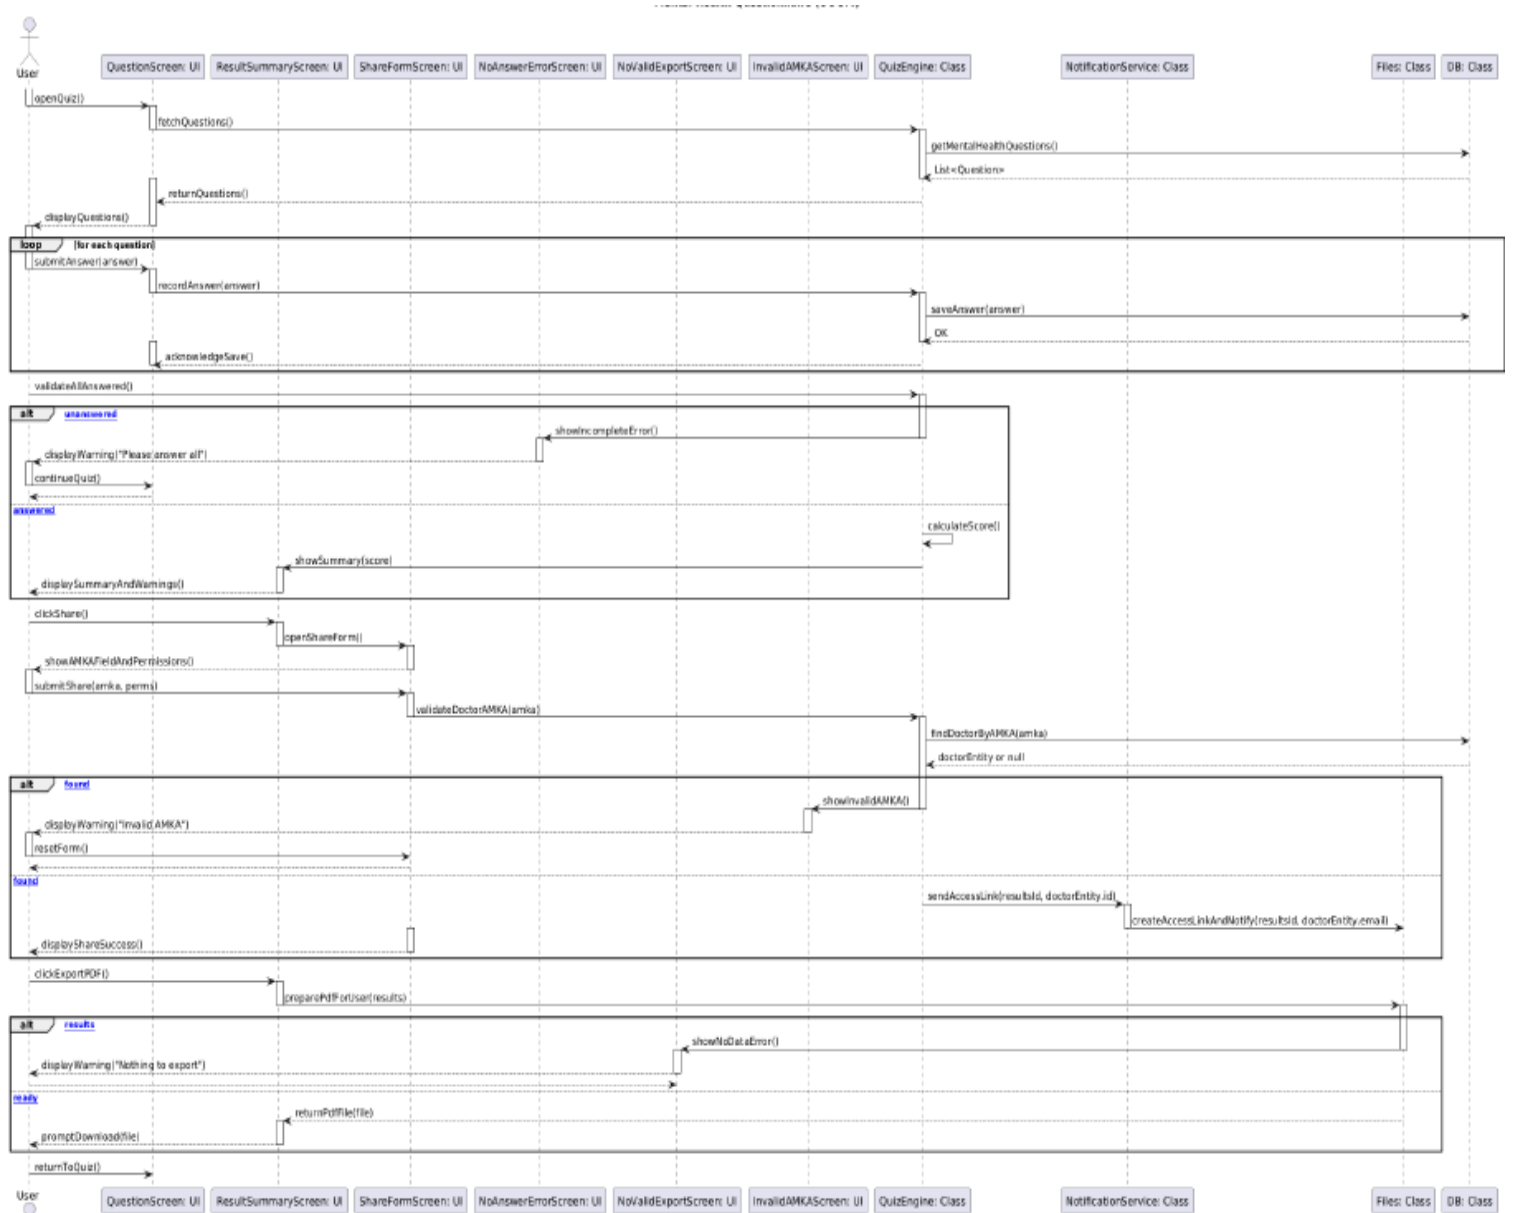 User
QuestionScreen: UI
ResultSummaryScreen: UI
ShareFormScreen: UI
NoAnswerErrorScreen: UI
NoValidExportScreen: UI
InvalidAMKAScreen: UI
QuizEngine: Class
NotificationService: Class
Files: Class
DB: Class
openQuiz()
fetchQuestions()
getMentalHealthQuestions()
List<Question>
returnQuestions()
displayQuestions()
loop [for each question]
submitAnswer(answer)
recordAnswer(answer)
saveAnswer(answer)
OK
acknowledgeSave()
validateAllAnswered()
alt unanswered
showIncompleteError()
displayWarning("Please answer all")
continueQuiz()
answered
calculateScore()
showSummary(score)
displaySummaryAndWarnings()
clickShare()
openShareForm()
showAMKAFieldAndPermissions()
submitShare(amka, perms)
validateDoctorAMKA(amka)
findDoctorByAMKA(amka)
doctorEntity or null
alt found
showInvalidAMKA()
displayWarning("Invalid AMKA")
resetForm()
found
sendAccessLink(resultsId, doctorEntity.id)
createAccessLinkAndNotify(resultsId, doctorEntity.email)
displayShareSuccess()
clickExportPDF()
preparePdfForUser(results)
alt results
showNoDataError()
displayWarning("Nothing to export")
ready
returnPdfFile(file)
promptDownload(file)
returnToQuiz()
User
QuestionScreen: UI
ResultSummaryScreen: UI
ShareFormScreen: UI
NoAnswerErrorScreen: UI
NoValidExportScreen: UI
InvalidAMKAScreen: UI
QuizEngine: Class
NotificationService: Class
Files: Class
DB: Class